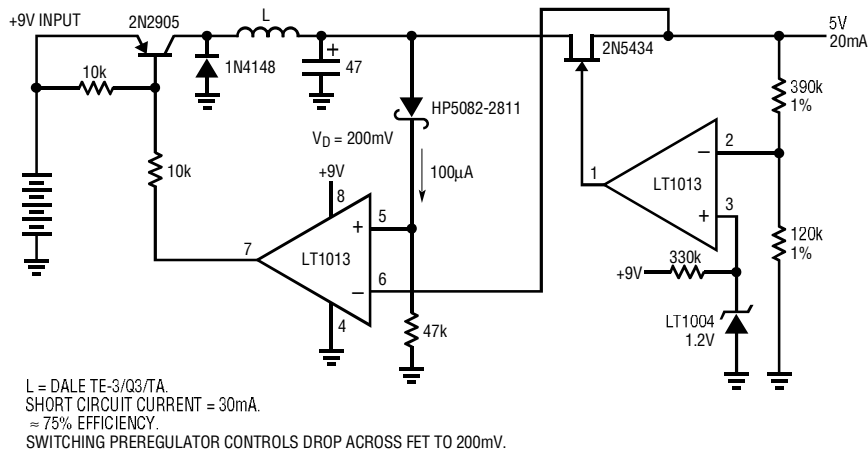 +9V INPUT
2N2905
L
5V
20mA
2N5434
10k
1N4148
+
47
HP5082-2811
390k
1%
VD = 200mV
100µA
10k
+9V
8
1
2
–
LT1013
3
+
7
LT1013
5
+
6
–
4
47k
330k
+9V
LT1004
1.2V
120k
1%
L = DALE TE-3/Q3/TA.
SHORT CIRCUIT CURRENT = 30mA.
≈ 75% EFFICIENCY.
SWITCHING PREREGULATOR CONTROLS DROP ACROSS FET TO 200mV.